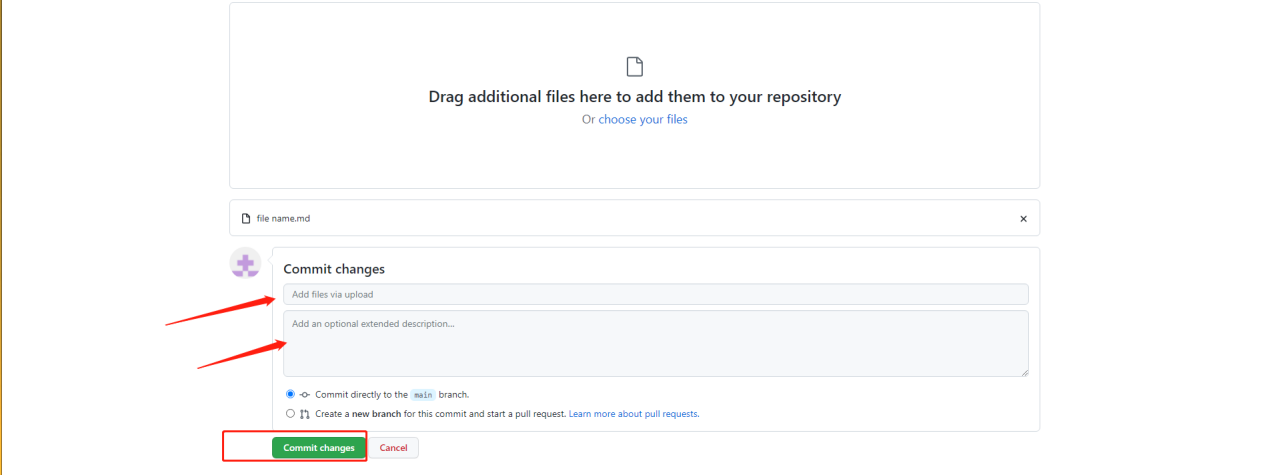 Drag additional files here to add them to your repository
Or choose your files
file name.md
Commit changes
Add files via upload
Add an optional extended description...
Commit directly to the main branch.
Create a new branch for this commit and start a pull request. Learn more about pull requests.
Commit changes Cancel